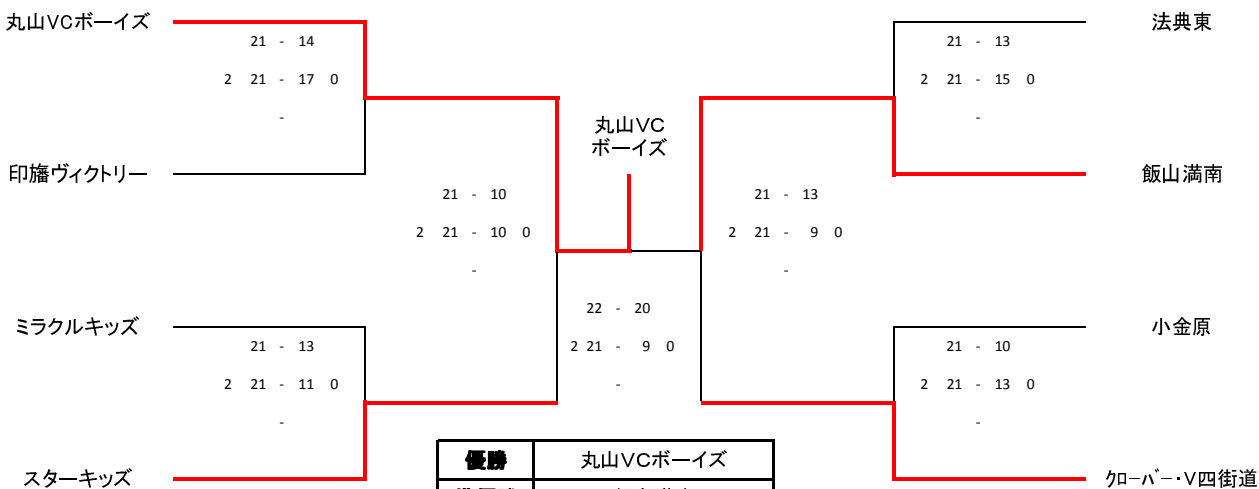 丸山VCボーイズ
法典東
21 - 14
21 - 13
2 21 - 17 0
2 21 - 15 0
-
-
丸山VC
ボーイズ
印旛ヴィクトリー
飯山満南
21 - 10
21 - 13
2 21 - 10 0
2 21 - 9 0
-
-
22 - 20
ミラクルキッズ
小金原
21 - 13
21 - 10
2 21 - 9 0
2 21 - 11 0
2 21 - 13 0
-
-
-
優勝 丸山VCボーイズ
スターキッズ
クローバー・V四街道